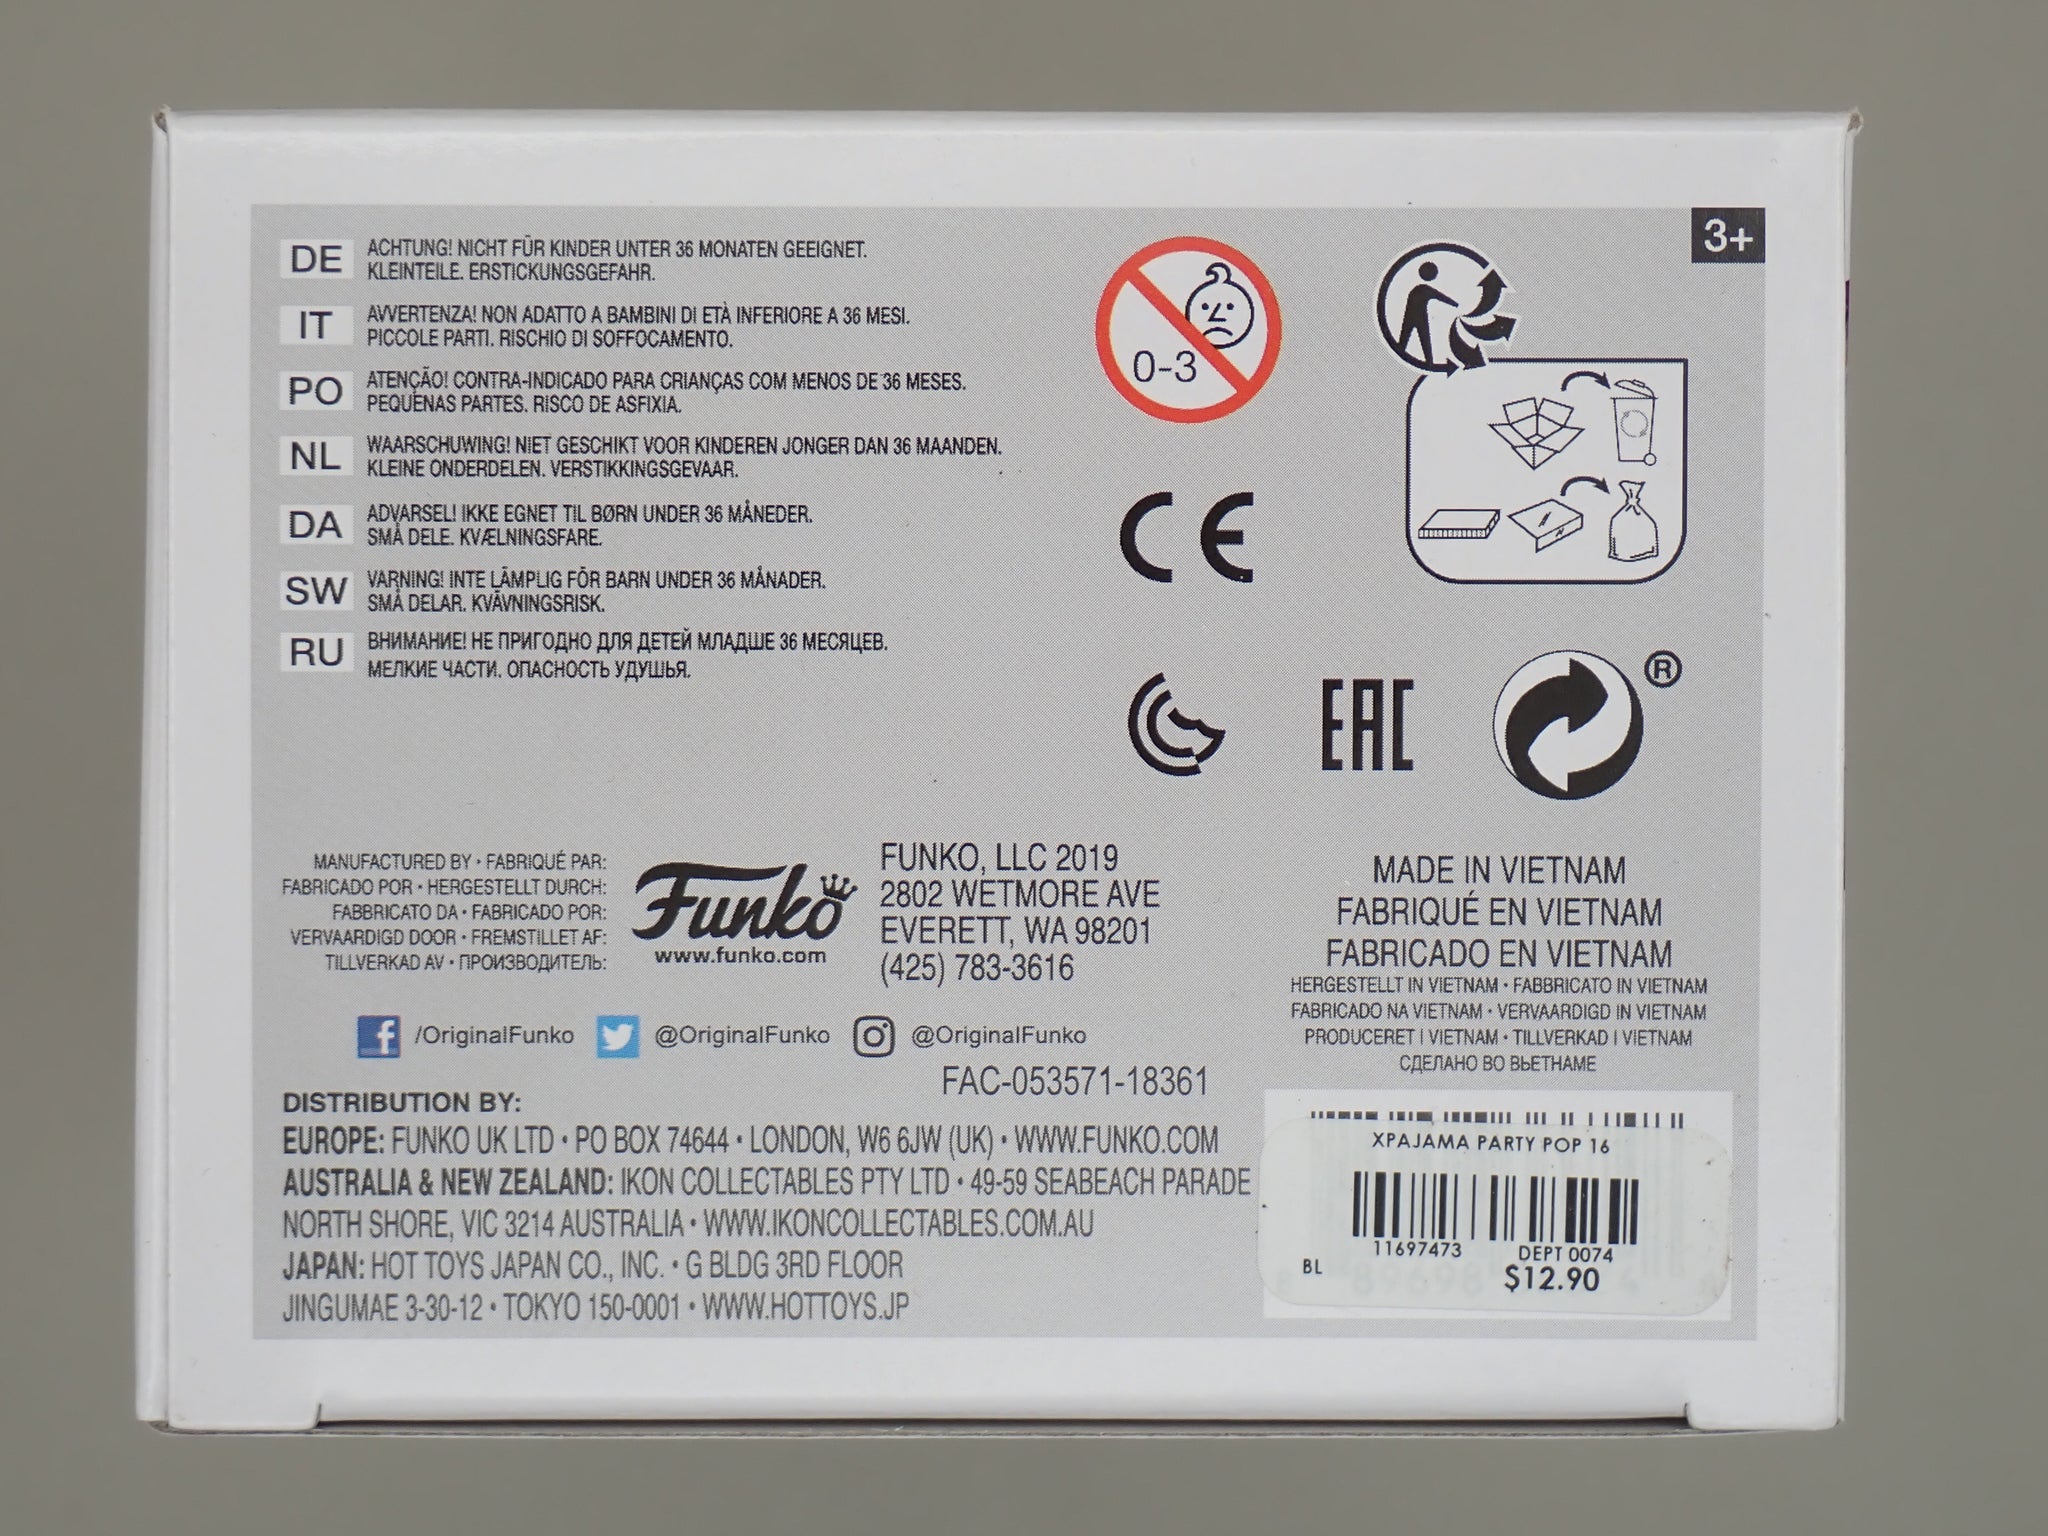 3+
DE ACHTUNG! NICHT FÜR KINDER UNTER 36 MONATEN GEEIGNET.
KLEINTEILE. ERSTICKUNGSGEFAHR.
IT AVVERTENZA! NON ADATTO A BAMBINI DI ETÀ INFERIORE A 36 MESI.
PICCOLE PARTI. RISCHIO DI SOFFOCAMENTO.
PO ATENÇÃO! CONTRA-INDICADO PARA CRIANÇAS COM MENOS DE 36 MESES.
PEQUENAS PARTES. RISCO DE ASFIXIA.
NL WAARSCHUWING! NIET GESCHIKT VOOR KINDEREN JONGER DAN 36 MAANDEN.
KLEINE ONDERDELEN. VERSTIKKINGSGEVAAR.
DA ADVARSEL! IKKE EGNET TIL BØRN UNDER 36 MÅNEDER.
SMÅ DELE. KVÆLNINGSFARE.
SW VARNING! INTE LÄMPLIG FÖR BARN UNDER 36 MÅNADER.
SMÅ DELAR. KVÄVNINGSRISK.
RU ВНИМАНИЕ! НЕ ПРИГОДНО ДЛЯ ДЕТЕЙ МЛАДШЕ 36 МЕСЯЦЕВ.
МЕЛКИЕ ЧАСТИ. ОПАСНОСТЬ УДУШЬЯ.
0-3
CE
EAC
®
MANUFACTURED BY • FABRIQUÉ PAR:
FABRICADO POR • HERGESTELLT DURCH:
FABBRICATO DA • FABRICADO POR:
VERVAARDIGD DOOR • FREMSTILLET AF:
TILLVERKAD AV • ПРОИЗВОДИТЕЛЬ:
Funko
www.funko.com
FUNKO, LLC 2019
2802 WETMORE AVE
EVERETT, WA 98201
(425) 783-3616
MADE IN VIETNAM
FABRIQUÉ EN VIETNAM
FABRICADO EN VIETNAM
HERGESTELLT IN VIETNAM • FABBRICATO IN VIETNAM
FABRICADO NA VIETNAM • VERVAARDIGD IN VIETNAM
PRODUCERET I VIETNAM • TILLVERKAD I VIETNAM
СДЕЛАНО ВО ВЬЕТНАМЕ
/OriginalFunko @OriginalFunko @OriginalFunko
FAC-053571-18361
DISTRIBUTION BY:
EUROPE: FUNKO UK LTD • PO BOX 74644 • LONDON, W6 6JW (UK) • WWW.FUNKO.COM
AUSTRALIA & NEW ZEALAND: IKON COLLECTABLES PTY LTD • 49-59 SEABEACH PARADE
NORTH SHORE, VIC 3214 AUSTRALIA • WWW.IKONCOLLECTABLES.COM.AU
JAPAN: HOT TOYS JAPAN CO., INC. • G BLDG 3RD FLOOR
JINGUMAE 3-30-12 • TOKYO 150-0001 • WWW.HOTTOYS.JP
XPAJAMA PARTY POP 16
11697473 DEPT 0074
BL $12.90